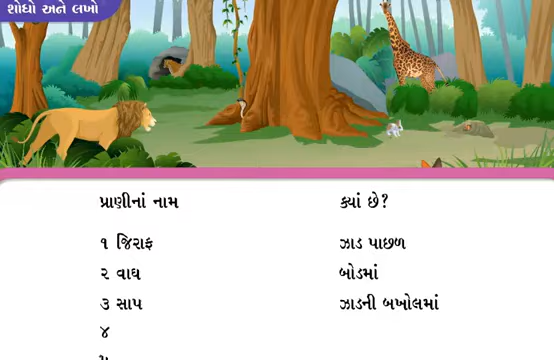 શોધો અને લખો
પ્રાણીનાં નામ ક્યાં છે?
૧ જિરાફ ઝાડ પાછળ
૨ વાઘ બોડમાં
૩ સાપ ઝાડની બખોલમાં
૪